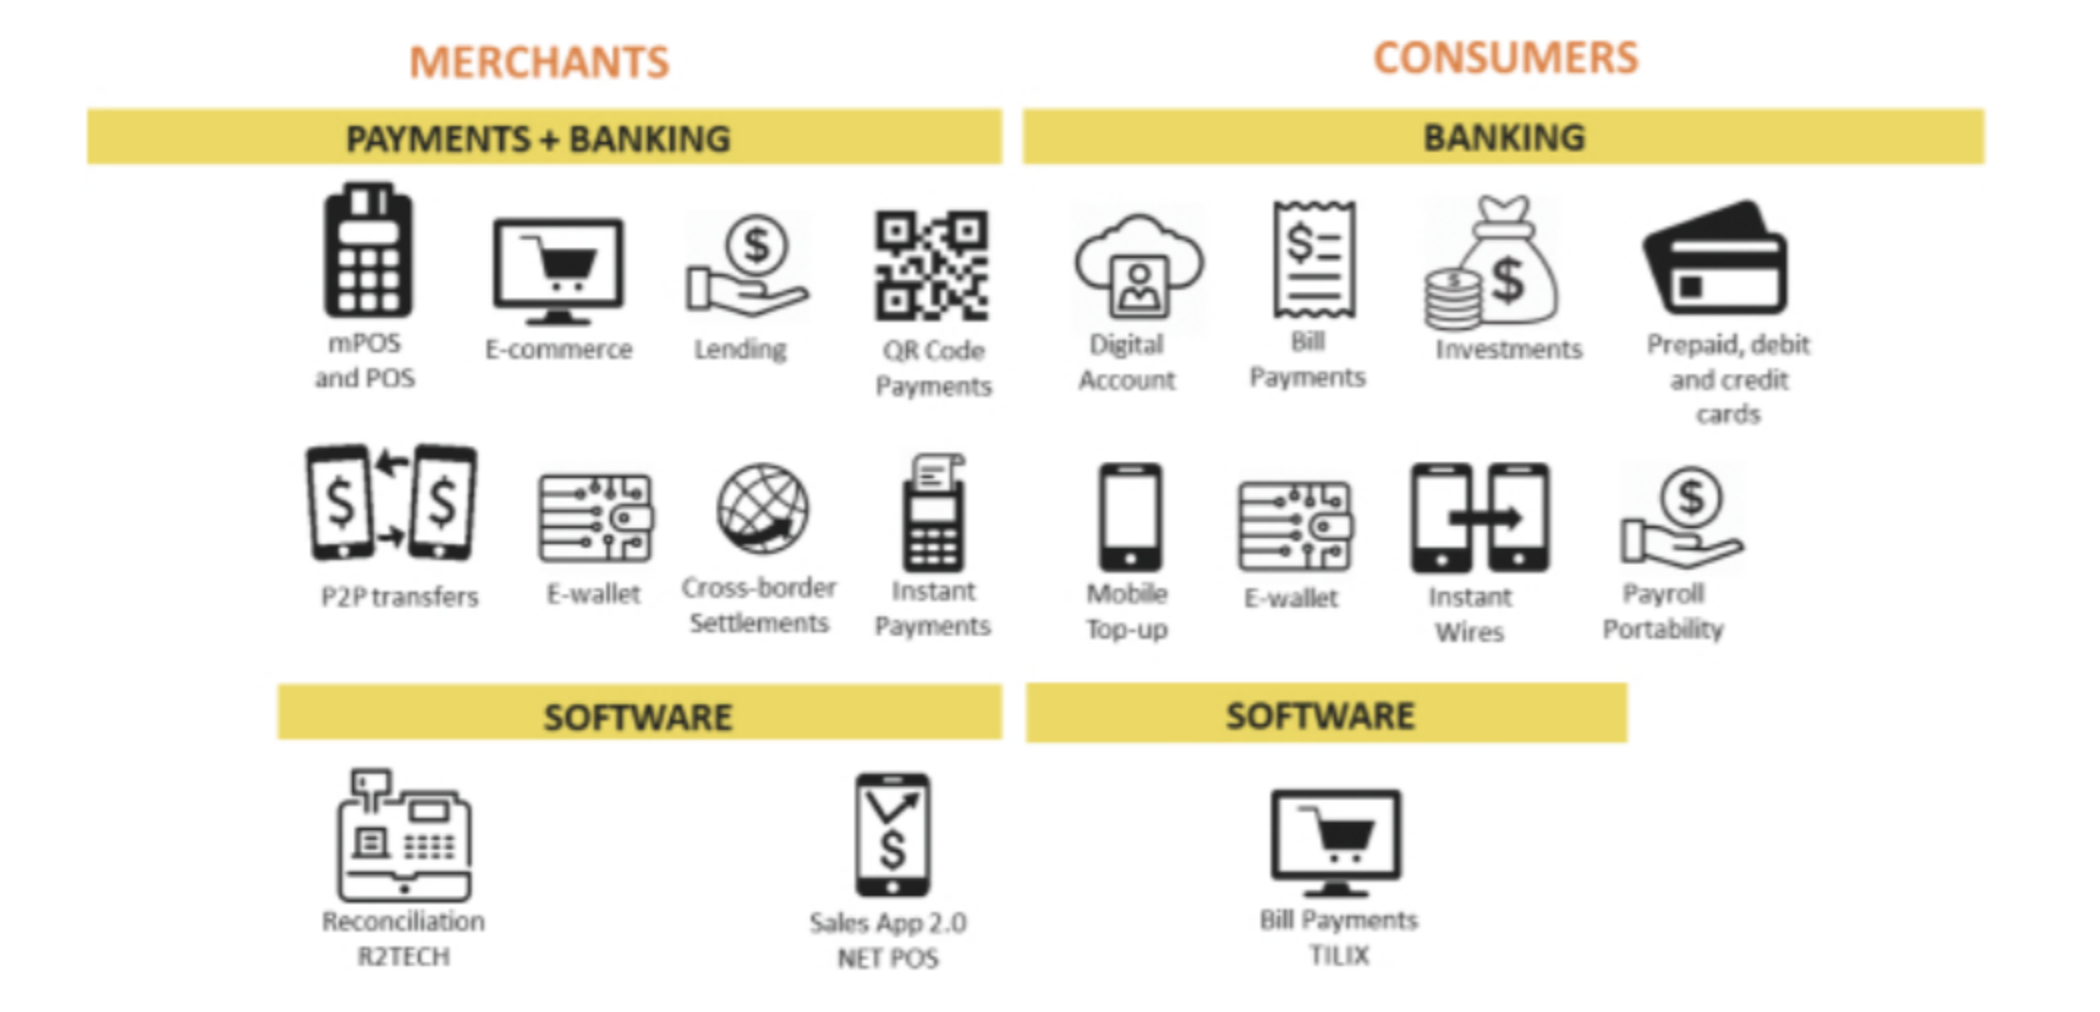 MERCHANTS
CONSUMERS
PAYMENTS + BANKING
BANKING
mPOS
and POS
E-commerce
Lending
QR Code
Payments
Digital
Account
Bill
Payments
Investments
Prepaid, debit
and credit
cards
P2P transfers
E-wallet
Cross-border
Settlements
Instant
Payments
Mobile
Top-up
E-wallet
Instant
Wires
Payroll
Portability
SOFTWARE
SOFTWARE
Reconciliation
R2TECH
Sales App 2.0
NET POS
Bill Payments
TILIX